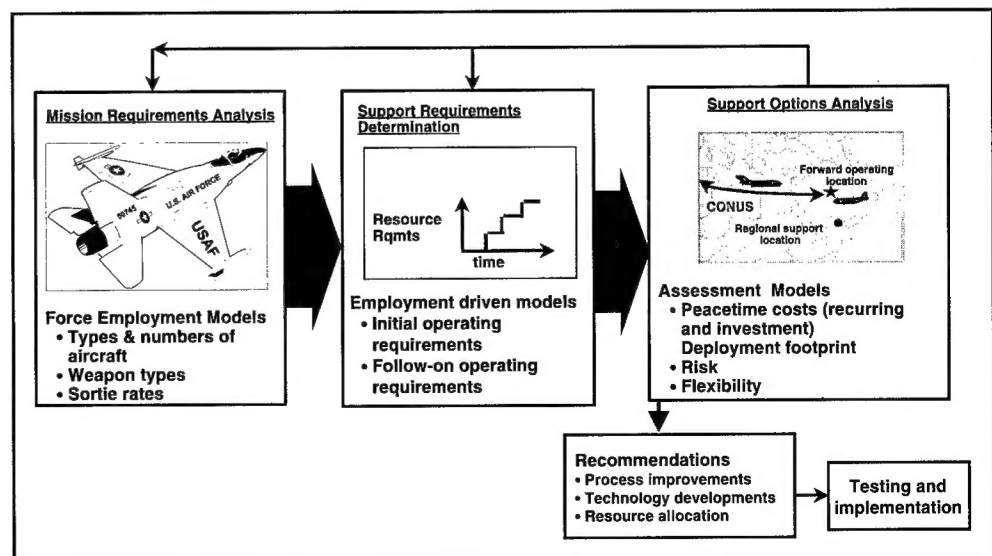 Mission Requirements Analysis
U.S. AIR FORCE
50745
USAF
Force Employment Models
• Types & numbers of
aircraft
• Weapon types
• Sortie rates
Support Requirements
Determination
Resource
Rqmts
time
Employment driven models
• Initial operating
requirements
• Follow-on operating
requirements
Support Options Analysis
Forward operating
location
CONUS
Regional support
location
Assessment Models
• Peacetime costs (recurring
and investment)
Deployment footprint
• Risk
• Flexibility
Recommendations
• Process improvements
• Technology developments
• Resource allocation
Testing and
implementation